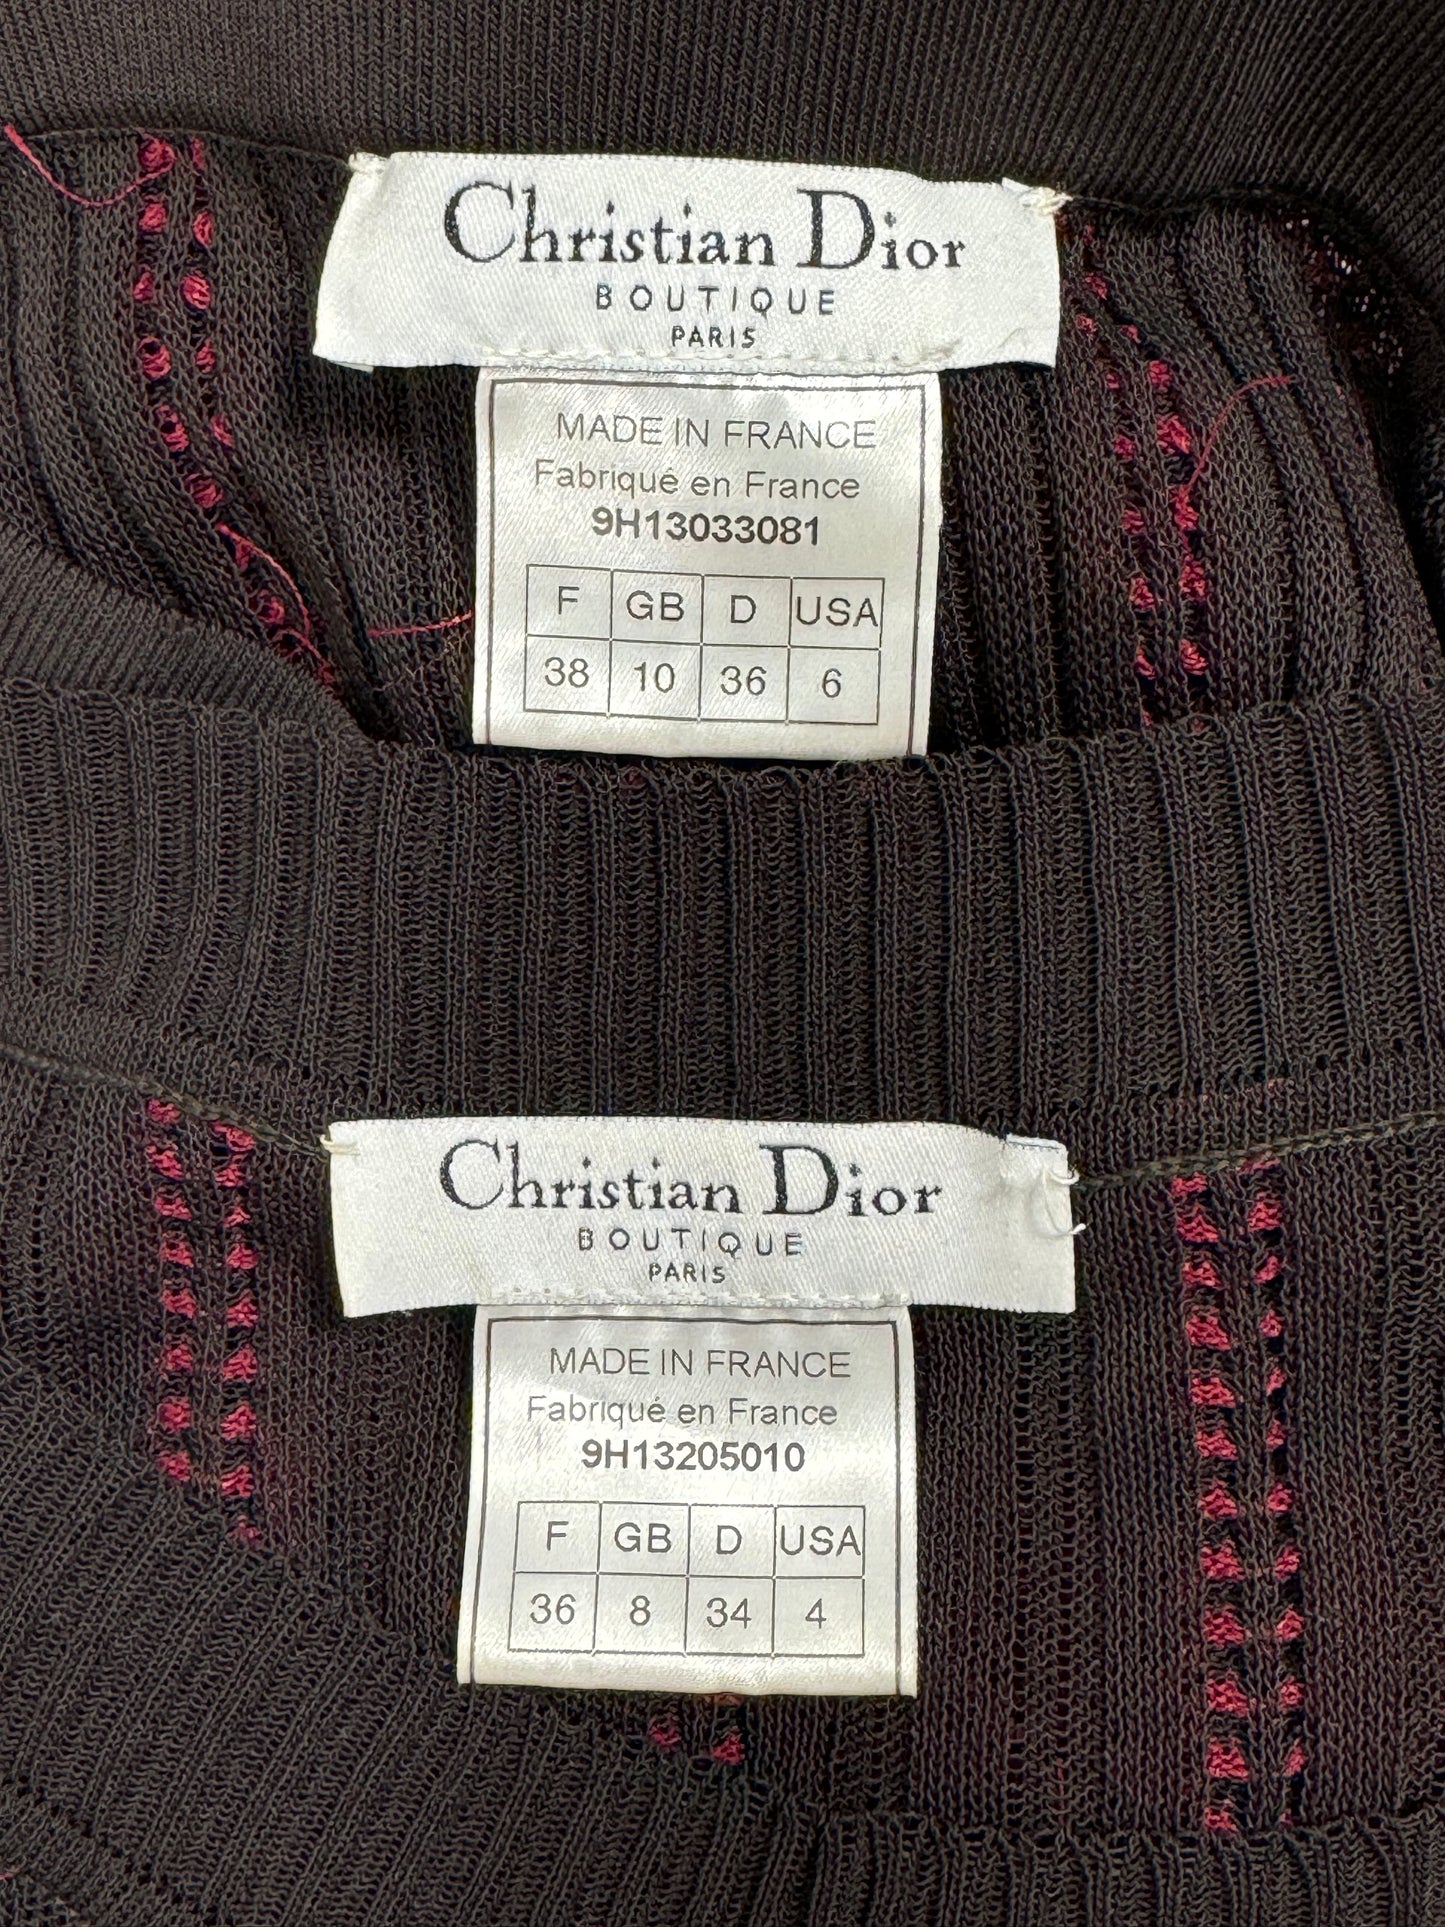 Christian Dior
BOUTIQUE
PARIS
MADE IN FRANCE
Fabriqué en France
9H13033081
F GB D USA
38 10 36 6
Christian Dior
BOUTIQUE
PARIS
MADE IN FRANCE
Fabriqué en France
9H13205010
F GB D USA
36 8 34 4